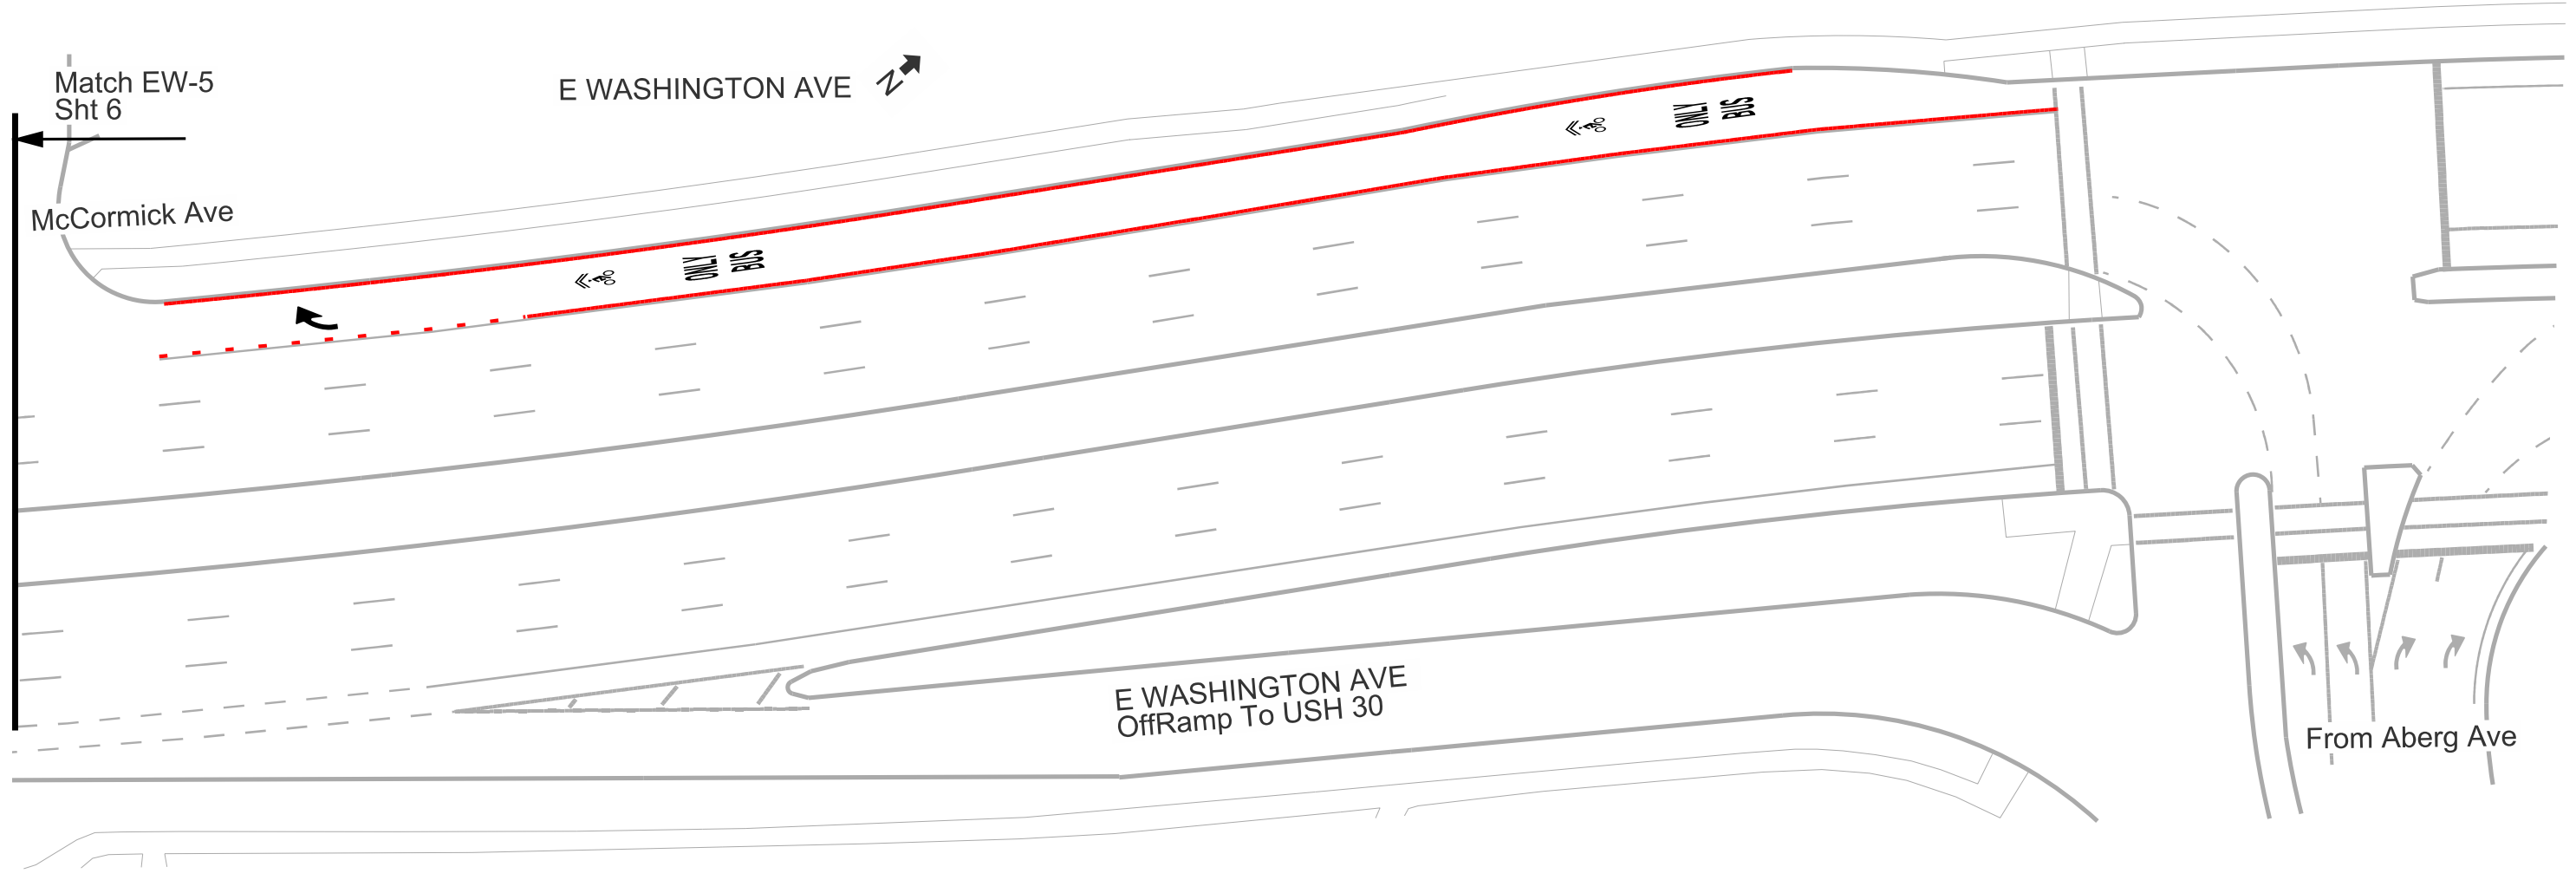 Match EW-5
Sht 6
E WASHINGTON AVE
N
McCormick Ave
ONLY
BUS
ONLY
BUS
E WASHINGTON AVE
OffRamp To USH 30
From Aberg Ave